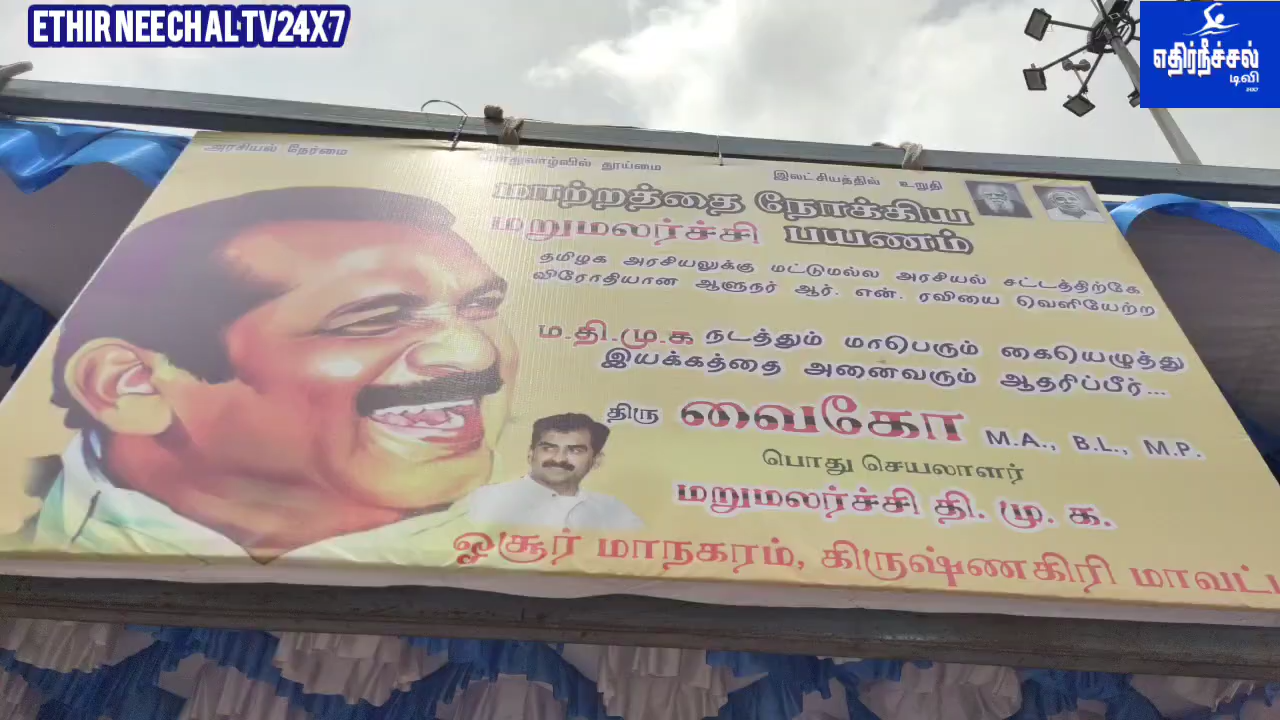 ETHIR NEECHAL TV24X7
எதிர்நீச்சல்
டிவி
24X7
அரசியல் நேர்மை
பொதுவாழ்வில் தூய்மை
இலட்சியத்தில் உறுதி
மாற்றத்தை நோக்கிய
மறுமலர்ச்சி பயணம்
தமிழக அரசியலுக்கு மட்டுமல்ல அரசியல் சட்டத்திற்கே
விரோதியான ஆளுநர் ஆர். என். ரவியை வெளியேற்ற
ம.தி.மு.க நடத்தும் மாபெரும் கையெழுத்து
இயக்கத்தை அனைவரும் ஆதரிப்பீர்...
திரு வைகோ M.A., B.L., M.P.
பொது செயலாளர்
மறுமலர்ச்சி தி. மு. க.
ஓசூர் மாநகரம், கிருஷ்ணகிரி மாவட்ட